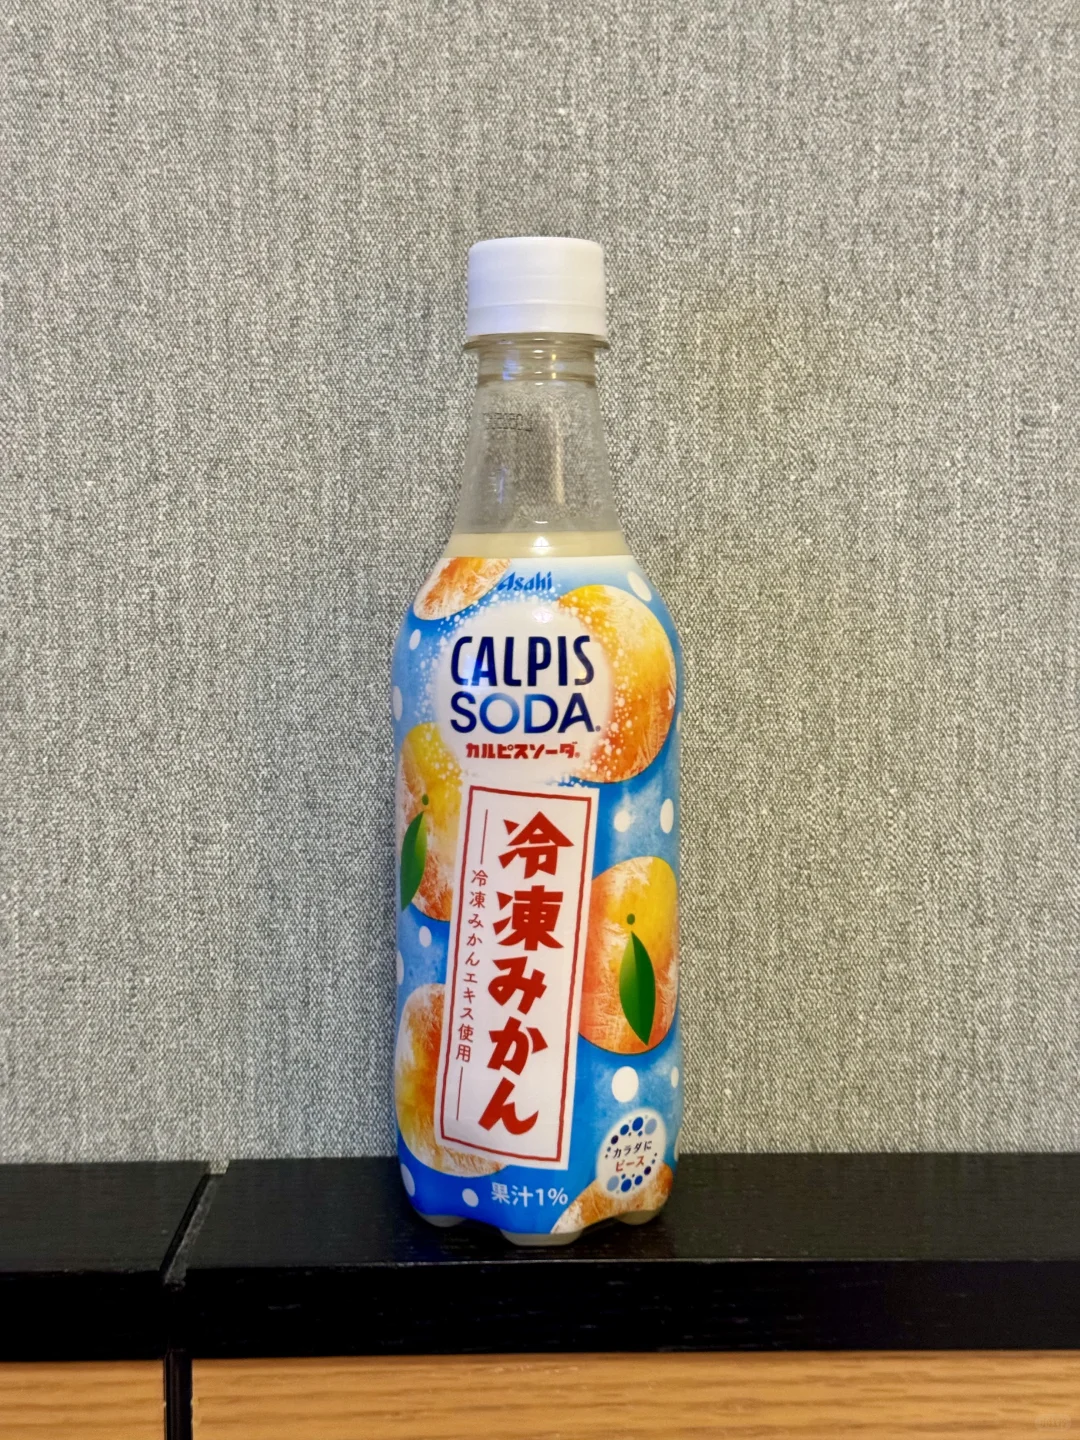 Asahi
CALPIS
SODA®
カルピスソーダ®
冷凍みかん
冷凍みかんエキス使用
カラダに
ピース
果汁1%